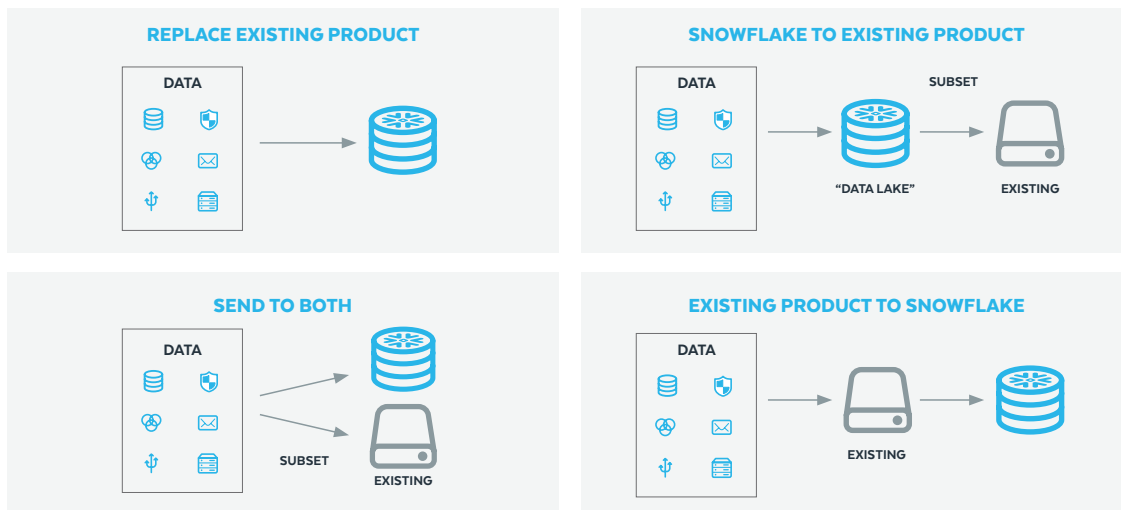 REPLACE EXISTING PRODUCT
DATA
SNOWFLAKE TO EXISTING PRODUCT
DATA
SUBSET
“DATA LAKE”
EXISTING
SEND TO BOTH
DATA
SUBSET
EXISTING
EXISTING PRODUCT TO SNOWFLAKE
DATA
EXISTING